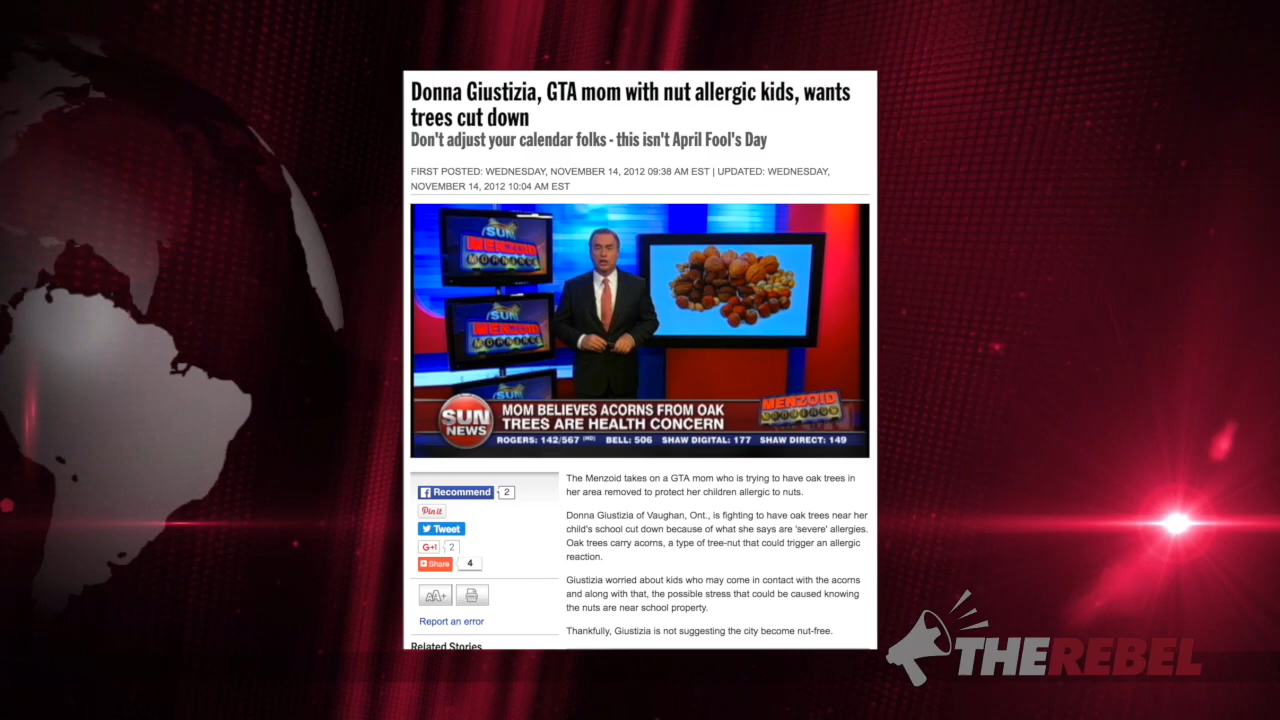 Donna Giustizia, GTA mom with nut allergic kids, wants
trees cut down
Don't adjust your calendar folks - this isn't April Fool's Day
FIRST POSTED: WEDNESDAY, NOVEMBER 14, 2012 09:38 AM EST | UPDATED: WEDNESDAY,
NOVEMBER 14, 2012 10:04 AM EST
SUN
MENZOID
MORNINGS
SUN
MENZOID
MORNINGS
SUN
SUN
NEWS
MOM BELIEVES ACORNS FROM OAK
TREES ARE HEALTH CONCERN
MENZOID
MORNINGS
ROGERS: 142/567 (HD) BELL: 506 SHAW DIGITAL: 177 SHAW DIRECT: 149
Recommend 2
Pin it
Tweet
G+1 2
Share 4
AA+
Report an error
Related Stories
The Menzoid takes on a GTA mom who is trying to have oak trees in
her area removed to protect her children allergic to nuts.
Donna Giustizia of Vaughan, Ont., is fighting to have oak trees near her
child's school cut down because of what she says are 'severe' allergies.
Oak trees carry acorns, a type of tree-nut that could trigger an allergic
reaction.
Giustizia worried about kids who may come in contact with the acorns
and along with that, the possible stress that could be caused knowing
the nuts are near school property.
Thankfully, Giustizia is not suggesting the city become nut-free.
THEREBEL